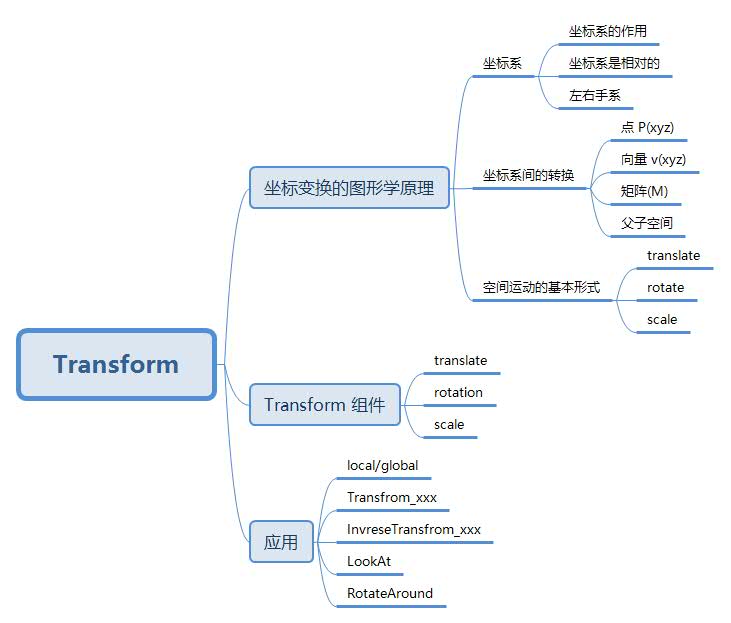 Transform
坐标变换的图形学原理
坐标系
坐标系的作用
坐标系是相对的
左右手系
坐标系间的转换
点 P(xyz)
向量 v(xyz)
矩阵(M)
父子空间
空间运动的基本形式
translate
rotate
scale
Transform 组件
translate
rotation
scale
应用
local/global
Transfrom_xxx
InvreseTransfrom_xxx
LookAt
RotateAround